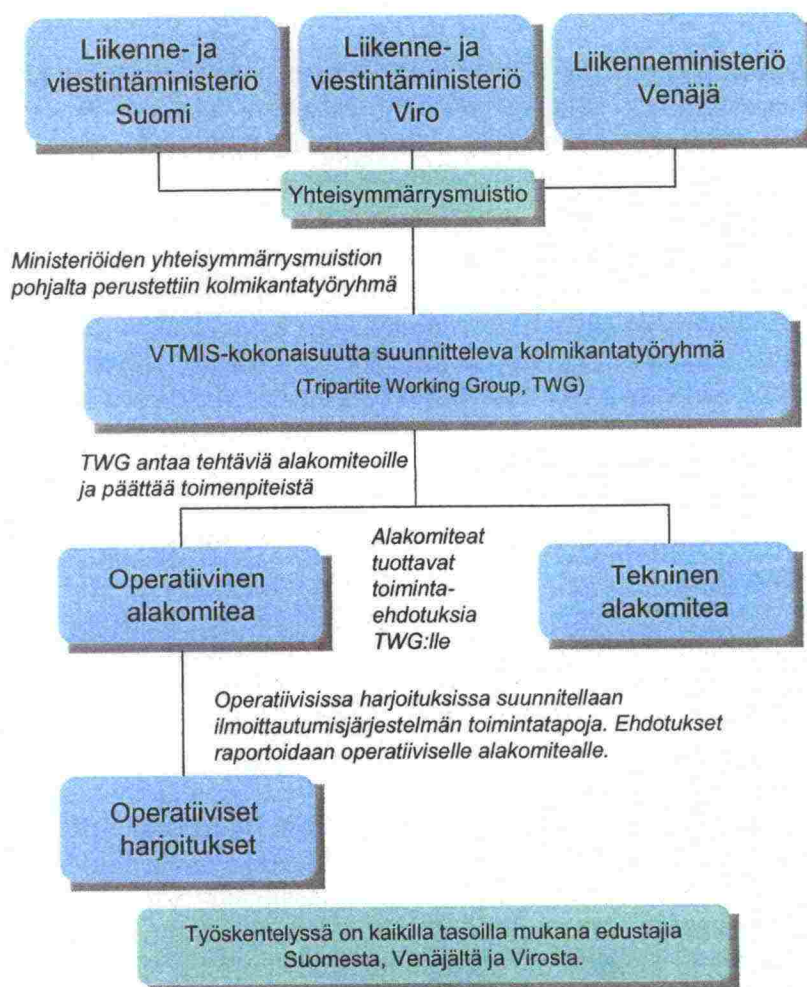 Liikenne- ja
viestintäministeriö
Suomi
Liikenne- ja
viestintäministeriö
Viro
Liikenneministeriö
Venäjä
Yhteisymmärrysmuistio
Ministeriöiden yhteisymmärrysmuistion
pohjalta perustettiin kolmikantatyöryhmä
VTMIS-kokonaisuutta suunnitteleva kolmikantatyöryhmä
(Tripartite Working Group, TWG)
TWG antaa tehtäviä alakomiteoille
ja päättää toimenpiteistä
Operatiivinen
alakomitea
Alakomiteat
tuottavat
toiminta-
ehdotuksia
TWG:lle
Tekninen
alakomitea
Operatiivisissa harjoituksissa suunnitellaan
ilmoittautumisjärjestelmän toimintatapoja. Ehdotukset
raportoidaan operatiiviselle alakomitealle.
Operatiiviset
harjoitukset
Työskentelyssä on kaikilla tasoilla mukana edustajia
Suomesta, Venäjältä ja Virosta.